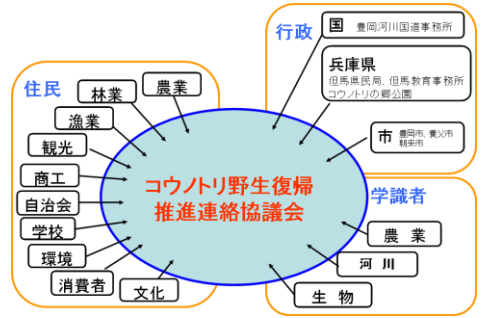 住民
農業
林業
漁業
観光
商工
自治会
学校
環境
消費者
文化
コウノトリ野生復帰
推進連絡協議会
行政
国 豊岡河川国道事務所
兵庫県
但馬県民局、但馬教育事務所
コウノトリの郷公園
市 豊岡市、養父市
朝来市
学識者
農業
河川
生物